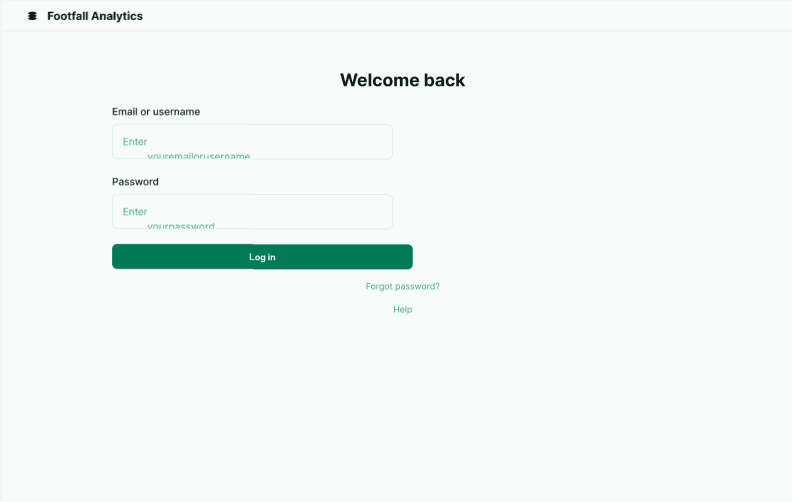 Footfall Analytics
Welcome back
Email or username
Enter
youremailorusername
Password
Enter
yourpassword
Log in
Forgot password?
Help